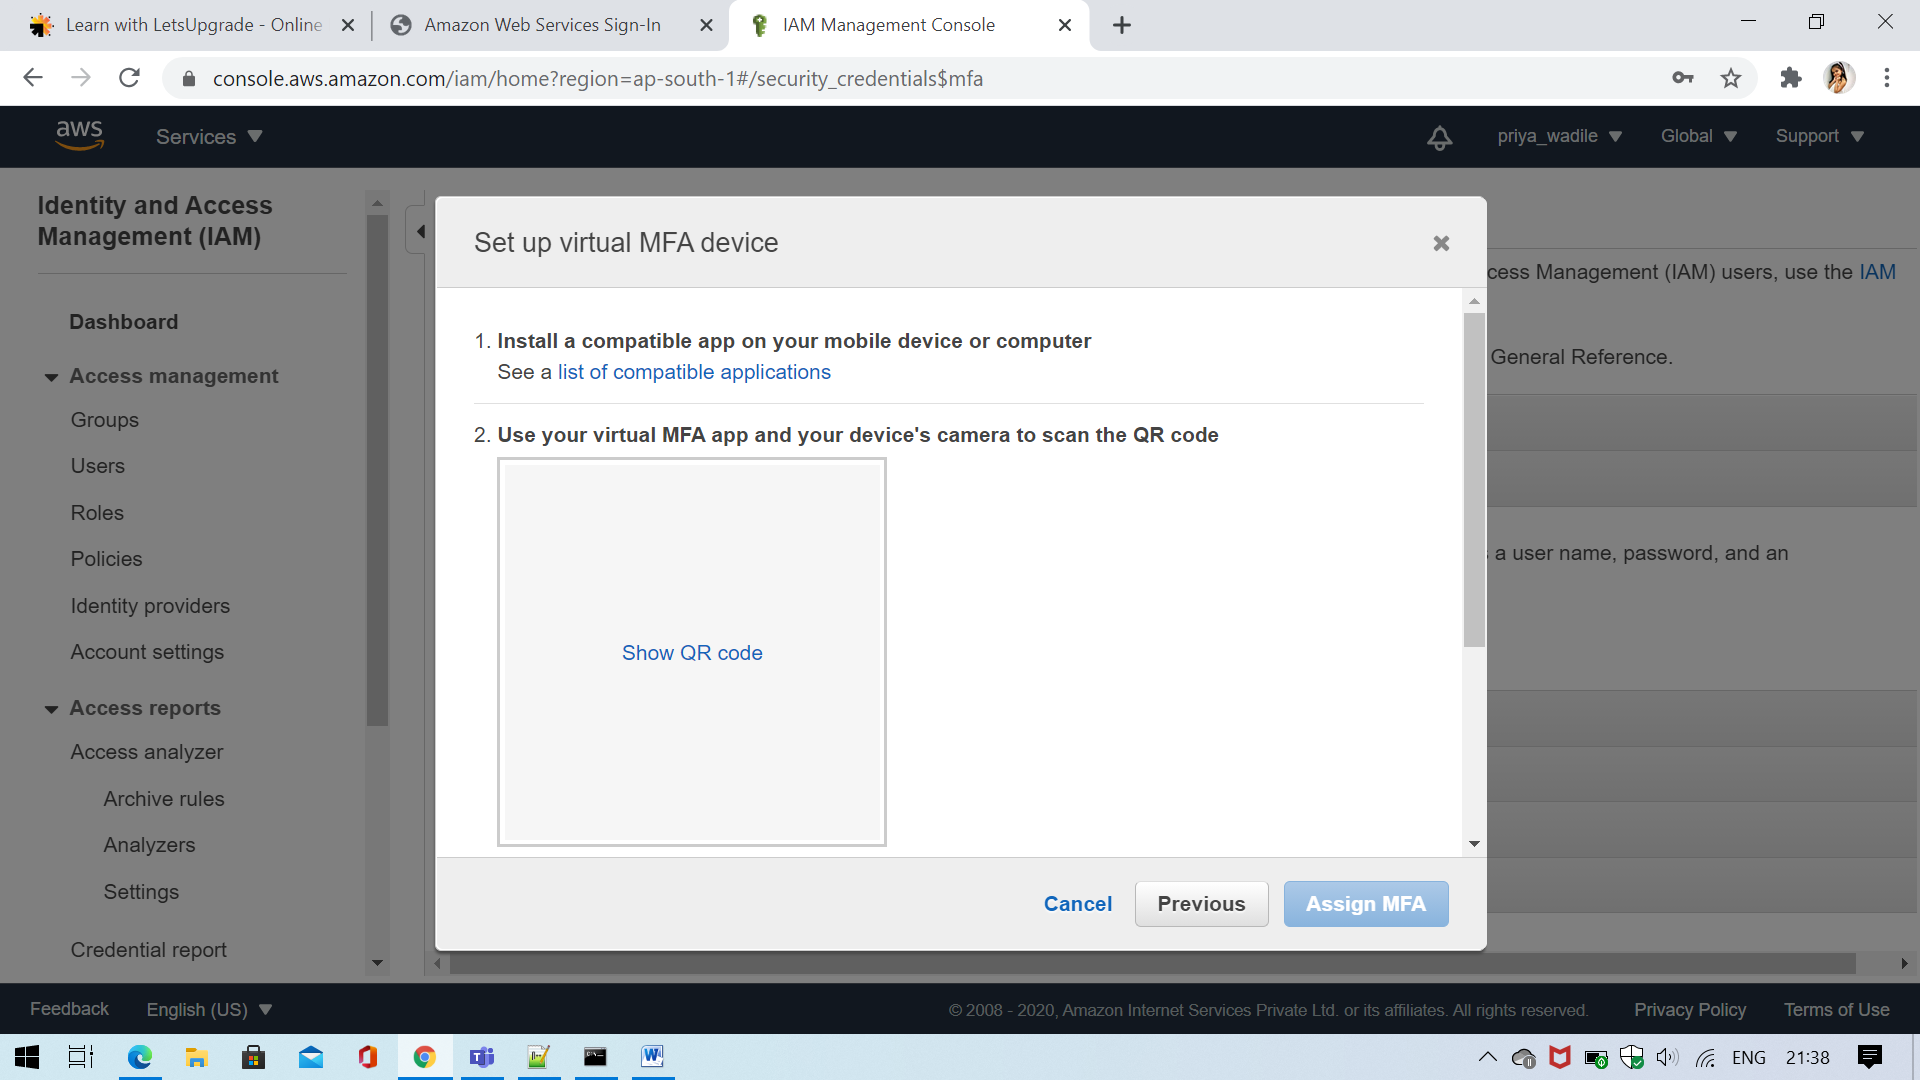 Learn with LetsUpgrade - Online
Amazon Web Services Sign-In
IAM Management Console
console.aws.amazon.com/iam/home?region=ap-south-1#/security_credentials$mfa
aws
Services
priya_wadile
Global
Support
Identity and Access
Management (IAM)
Dashboard
Access management
Groups
Users
Roles
Policies
Identity providers
Account settings
Access reports
Access analyzer
Archive rules
Analyzers
Settings
Credential report
Set up virtual MFA device
cess Management (IAM) users, use the IAM
General Reference.
a user name, password, and an
1. Install a compatible app on your mobile device or computer
See a list of compatible applications
2. Use your virtual MFA app and your device's camera to scan the QR code
Show QR code
Cancel
Previous
Assign MFA
Feedback
English (US)
© 2008 - 2020, Amazon Internet Services Private Ltd. or its affiliates. All rights reserved.
Privacy Policy
Terms of Use
ENG
21:38